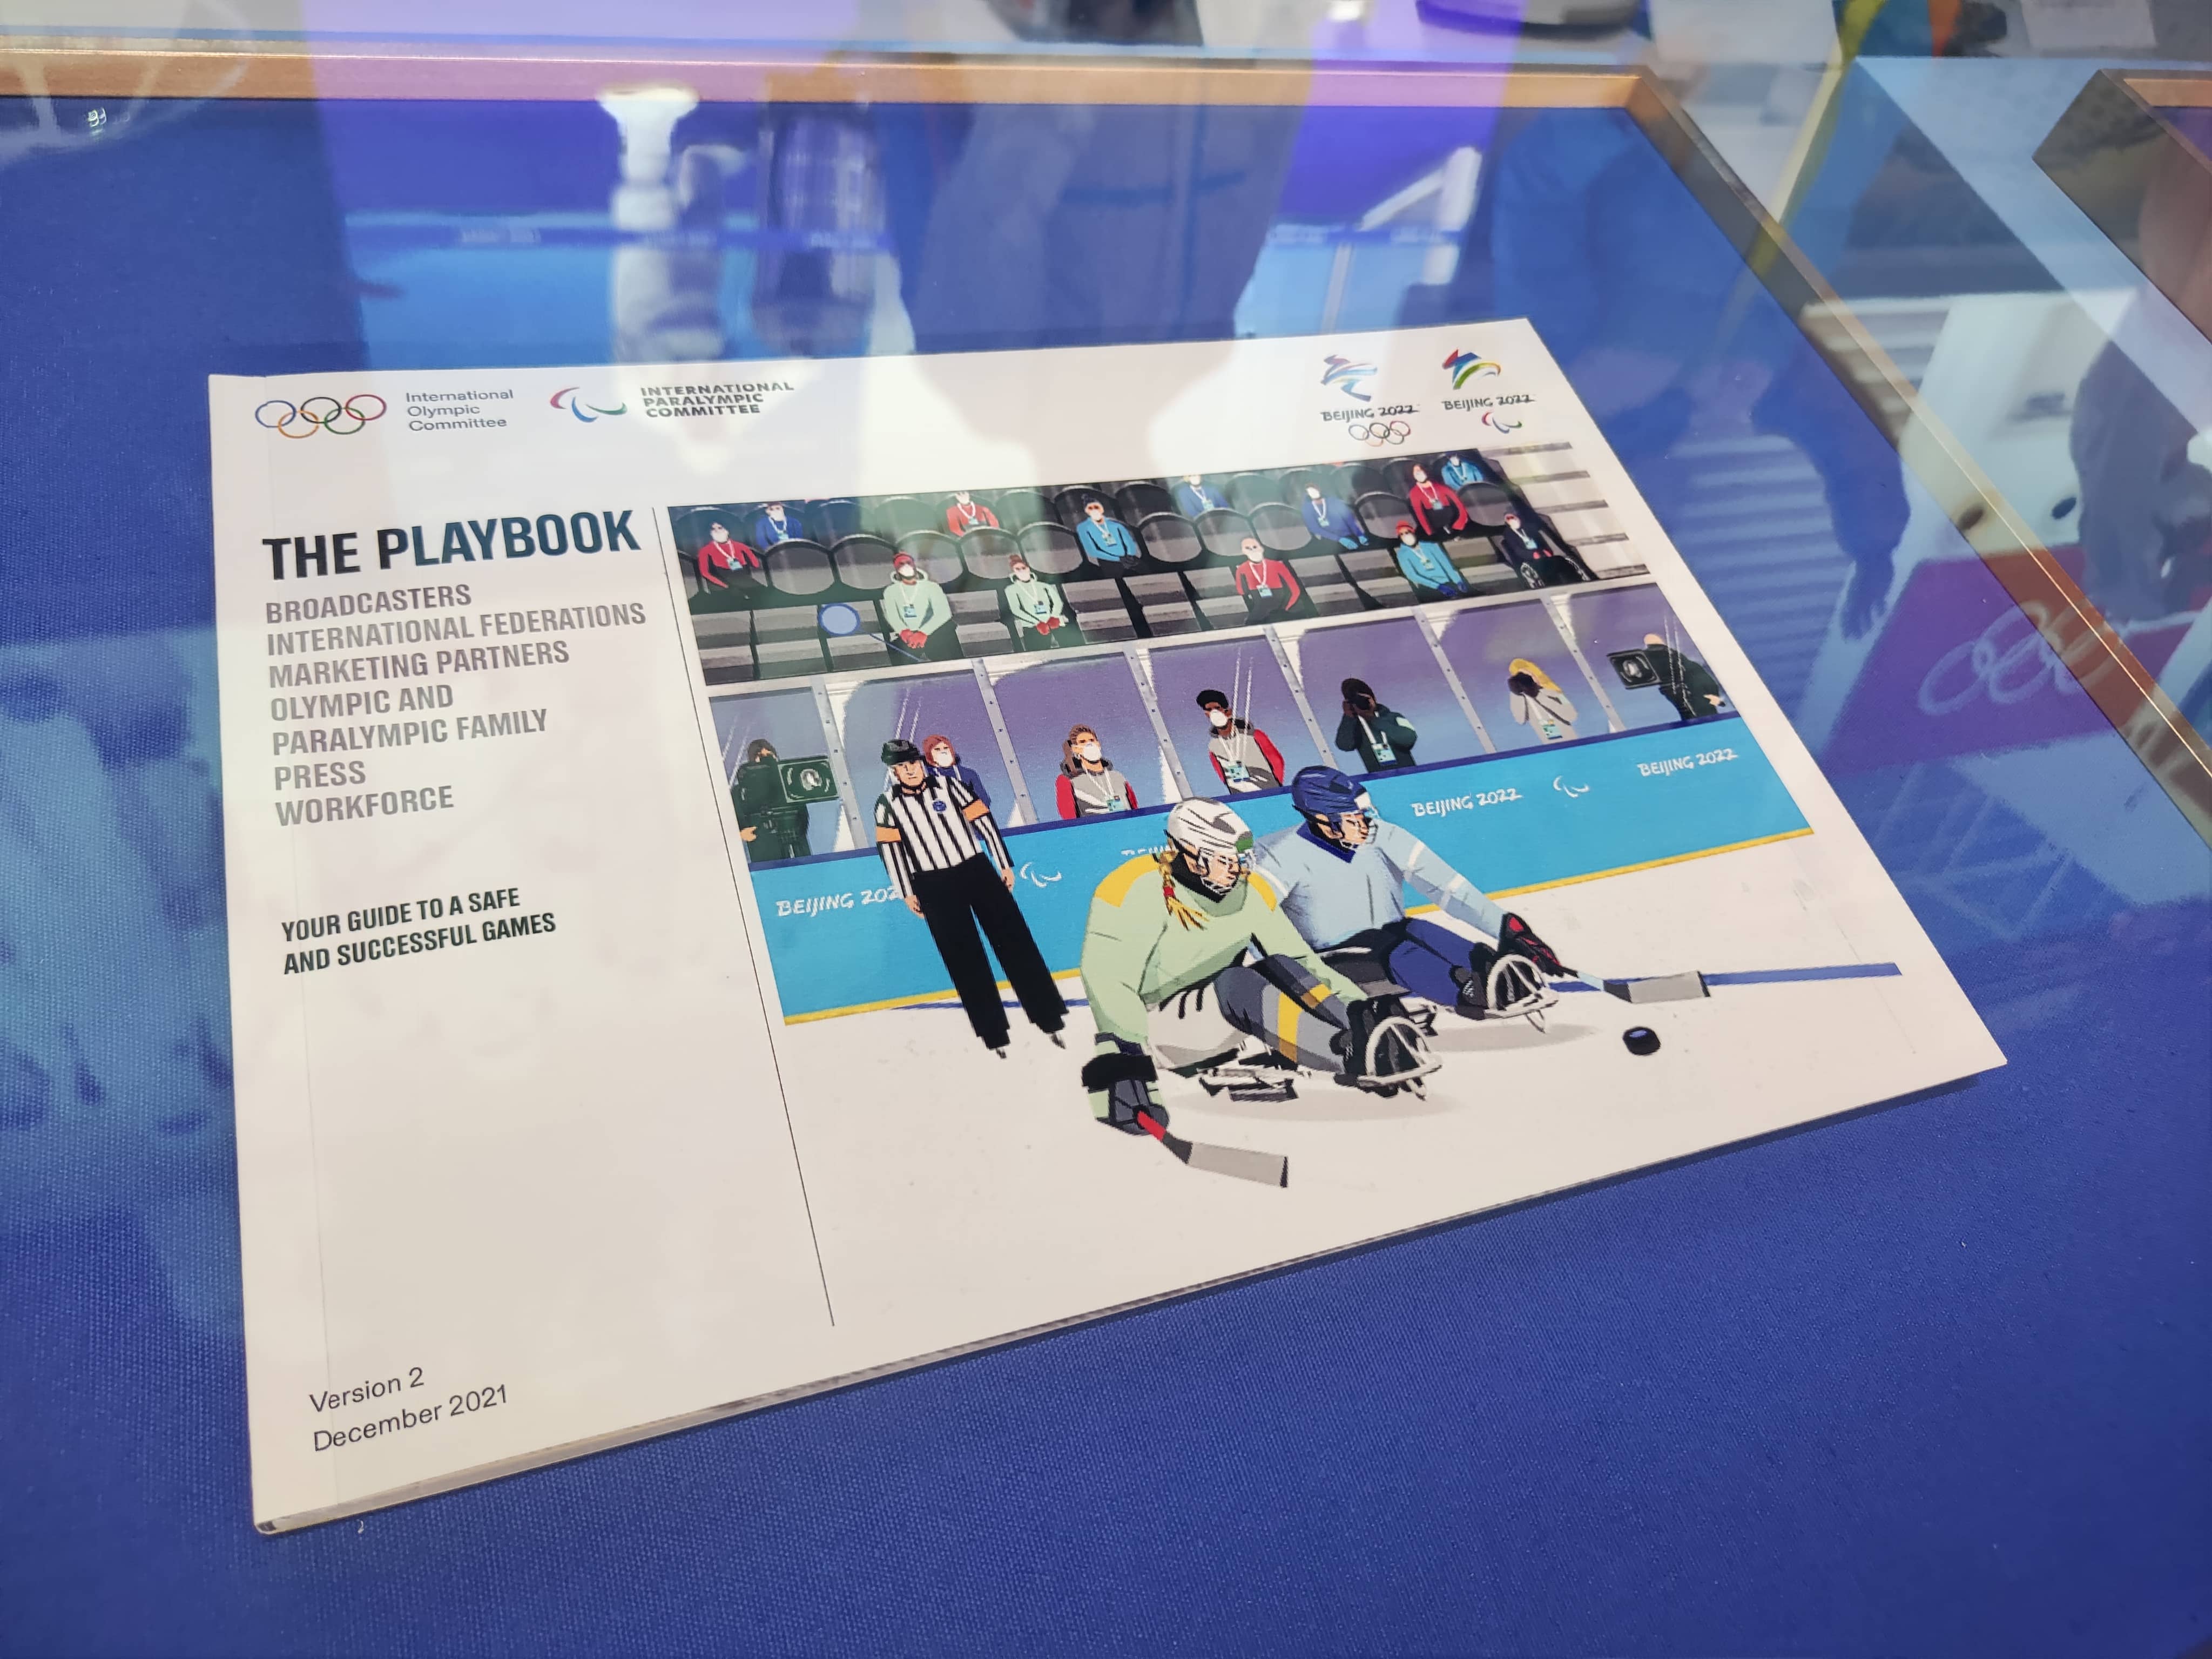 International
Olympic
Committee
INTERNATIONAL
PARALYMPIC
COMMITTEE
BEIJING 2022
BEIJING 2022
THE PLAYBOOK
BROADCASTERS
INTERNATIONAL FEDERATIONS
MARKETING PARTNERS
OLYMPIC AND
PARALYMPIC FAMILY
PRESS
WORKFORCE
YOUR GUIDE TO A SAFE
AND SUCCESSFUL GAMES
BEIJING 202
BEIJING 2022
BEIJING 2022
Version 2
December 2021